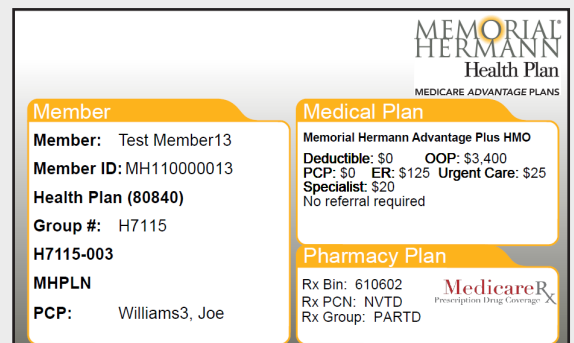 MEMORIAL®
HERMANN
Health Plan
MEDICARE ADVANTAGE PLANS
Member
Member: Test Member13
Member ID: MH110000013
Health Plan (80840)
Group #: H7115
H7115-003
MHPLN
PCP: Williams3, Joe
Medical Plan
Memorial Hermann Advantage Plus HMO
Deductible: $0 OOP: $3,400
PCP: $0 ER: $125 Urgent Care: $25
Specialist: $20
No referral required
Pharmacy Plan
Rx Bin: 610602
Rx PCN: NVTD
Rx Group: PARTD
MedicareRx
Prescription Drug Coverage